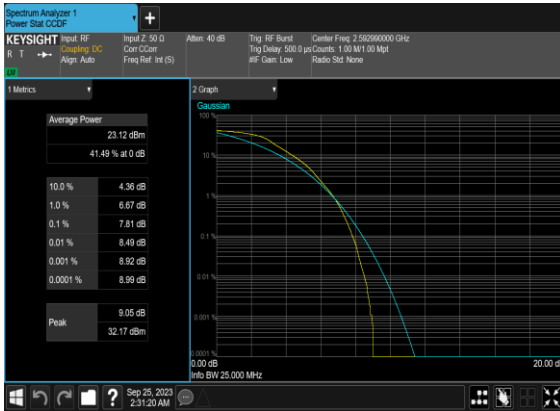 Spectrum Analyzer 1
Power Stat CCDF
+
KEYSIGHT
R T
LV
Input: RF
Coupling: DC
Align: Auto
Input Z: 50 Ω
Corr CCorr
Freq Ref: Int (S)
Atten: 40 dB
Trig: RF Burst
Trig Delay: 500.0 µs
#IF Gain: Low
Center Freq: 2.592990000 GHz
Counts: 1.00 M/1.00 Mpt
Radio Std: None
1 Metrics
Average Power
23.12 dBm
41.49 % at 0 dB
10.0 % 4.36 dB
1.0 % 6.67 dB
0.1 % 7.81 dB
0.01 % 8.49 dB
0.001 % 8.92 dB
0.0001 % 8.99 dB
Peak
9.05 dB
32.17 dBm
2 Graph
Gaussian
100 %
10 %
1 %
0.1 %
0.01 %
0.001 %
0.0001 %
0.00 dB
20.00 d
Info BW 25.000 MHz
?
Sep 25, 2023
2:31:20 AM